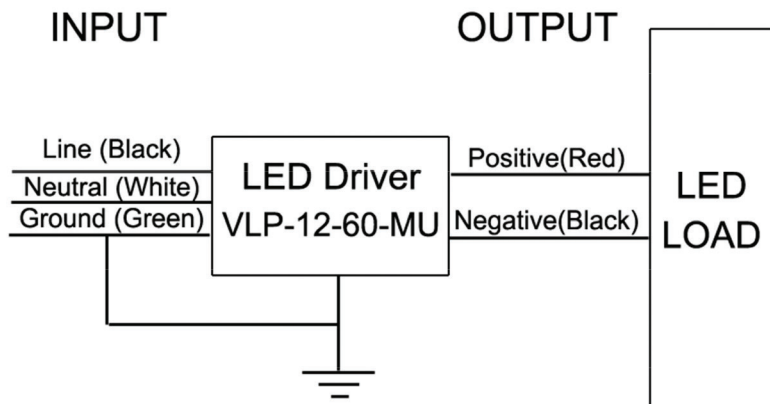 INPUT
OUTPUT
Line (Black)
Neutral (White)
Ground (Green)
LED Driver
VLP-12-60-MU
Positive(Red)
Negative(Black)
LED
LOAD